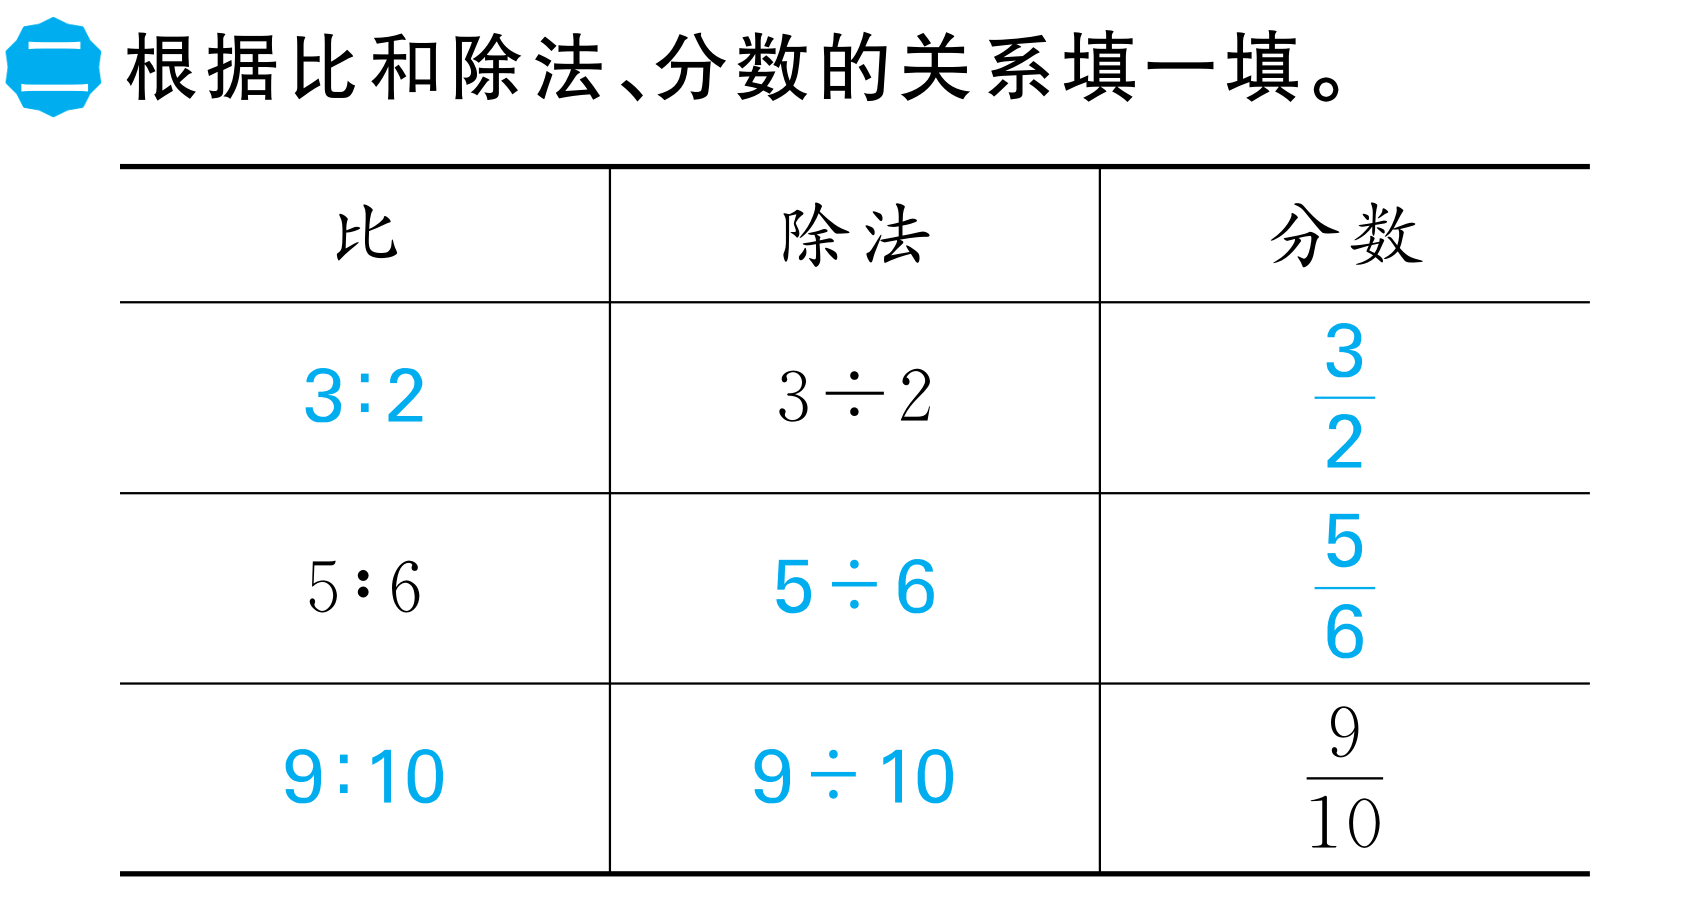 二 根据比和除法、分数的关系填一填。
比 除法 分数
3:2 3÷2 3/2
5:6 5÷6 5/6
9:10 9÷10 9/10